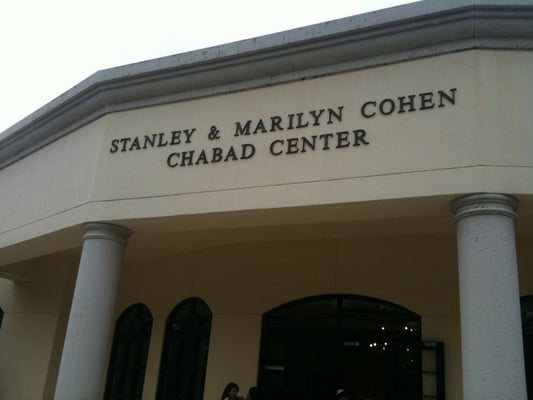 STANLEY & MARILYN COHEN
CHABAD CENTER